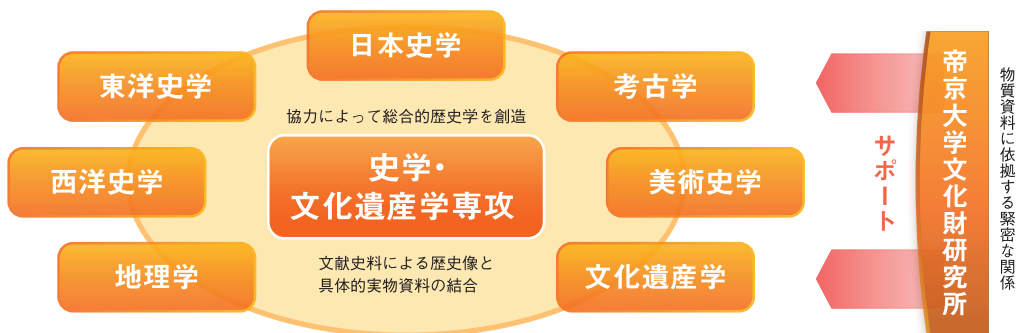 日本史学
東洋史学
考古学
協力によって総合的歴史学を創造
西洋史学
史学・
文化遺産学専攻
美術史学
地理学
文献史料による歴史像と
具体的実物資料の結合
文化遺産学
サポート
帝京大学文化財研究所
物質資料に依拠する緊密な関係